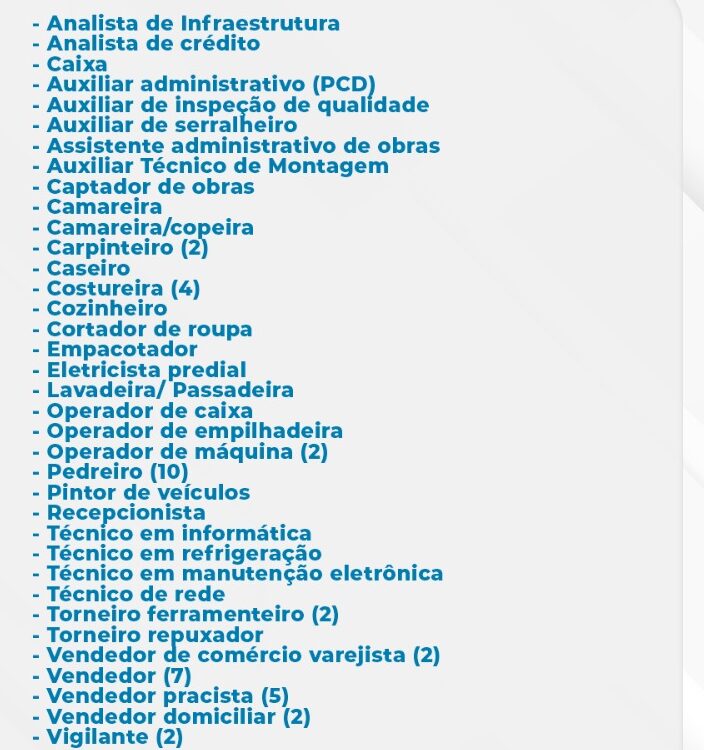 - Analista de Infraestrutura
- Analista de crédito
- Caixa
- Auxiliar administrativo (PCD)
- Auxiliar de inspeção de qualidade
- Auxiliar de serralheiro
- Assistente administrativo de obras
- Auxiliar Técnico de Montagem
- Captador de obras
- Camareira
- Camareira/copeira
- Carpinteiro (2)
- Caseiro
- Costureira (4)
- Cozinheiro
- Cortador de roupa
- Empacotador
- Eletricista predial
- Lavadeira/ Passadeira
- Operador de caixa
- Operador de empilhadeira
- Operador de máquina (2)
- Pedreiro (10)
- Pintor de veículos
- Recepcionista
- Técnico em informática
- Técnico em refrigeração
- Técnico em manutenção eletrônica
- Técnico de rede
- Torneiro ferramenteiro (2)
- Torneiro repuxador
- Vendedor de comércio varejista (2)
- Vendedor (7)
- Vendedor pracista (5)
- Vendedor domiciliar (2)
- Vigilante (2)